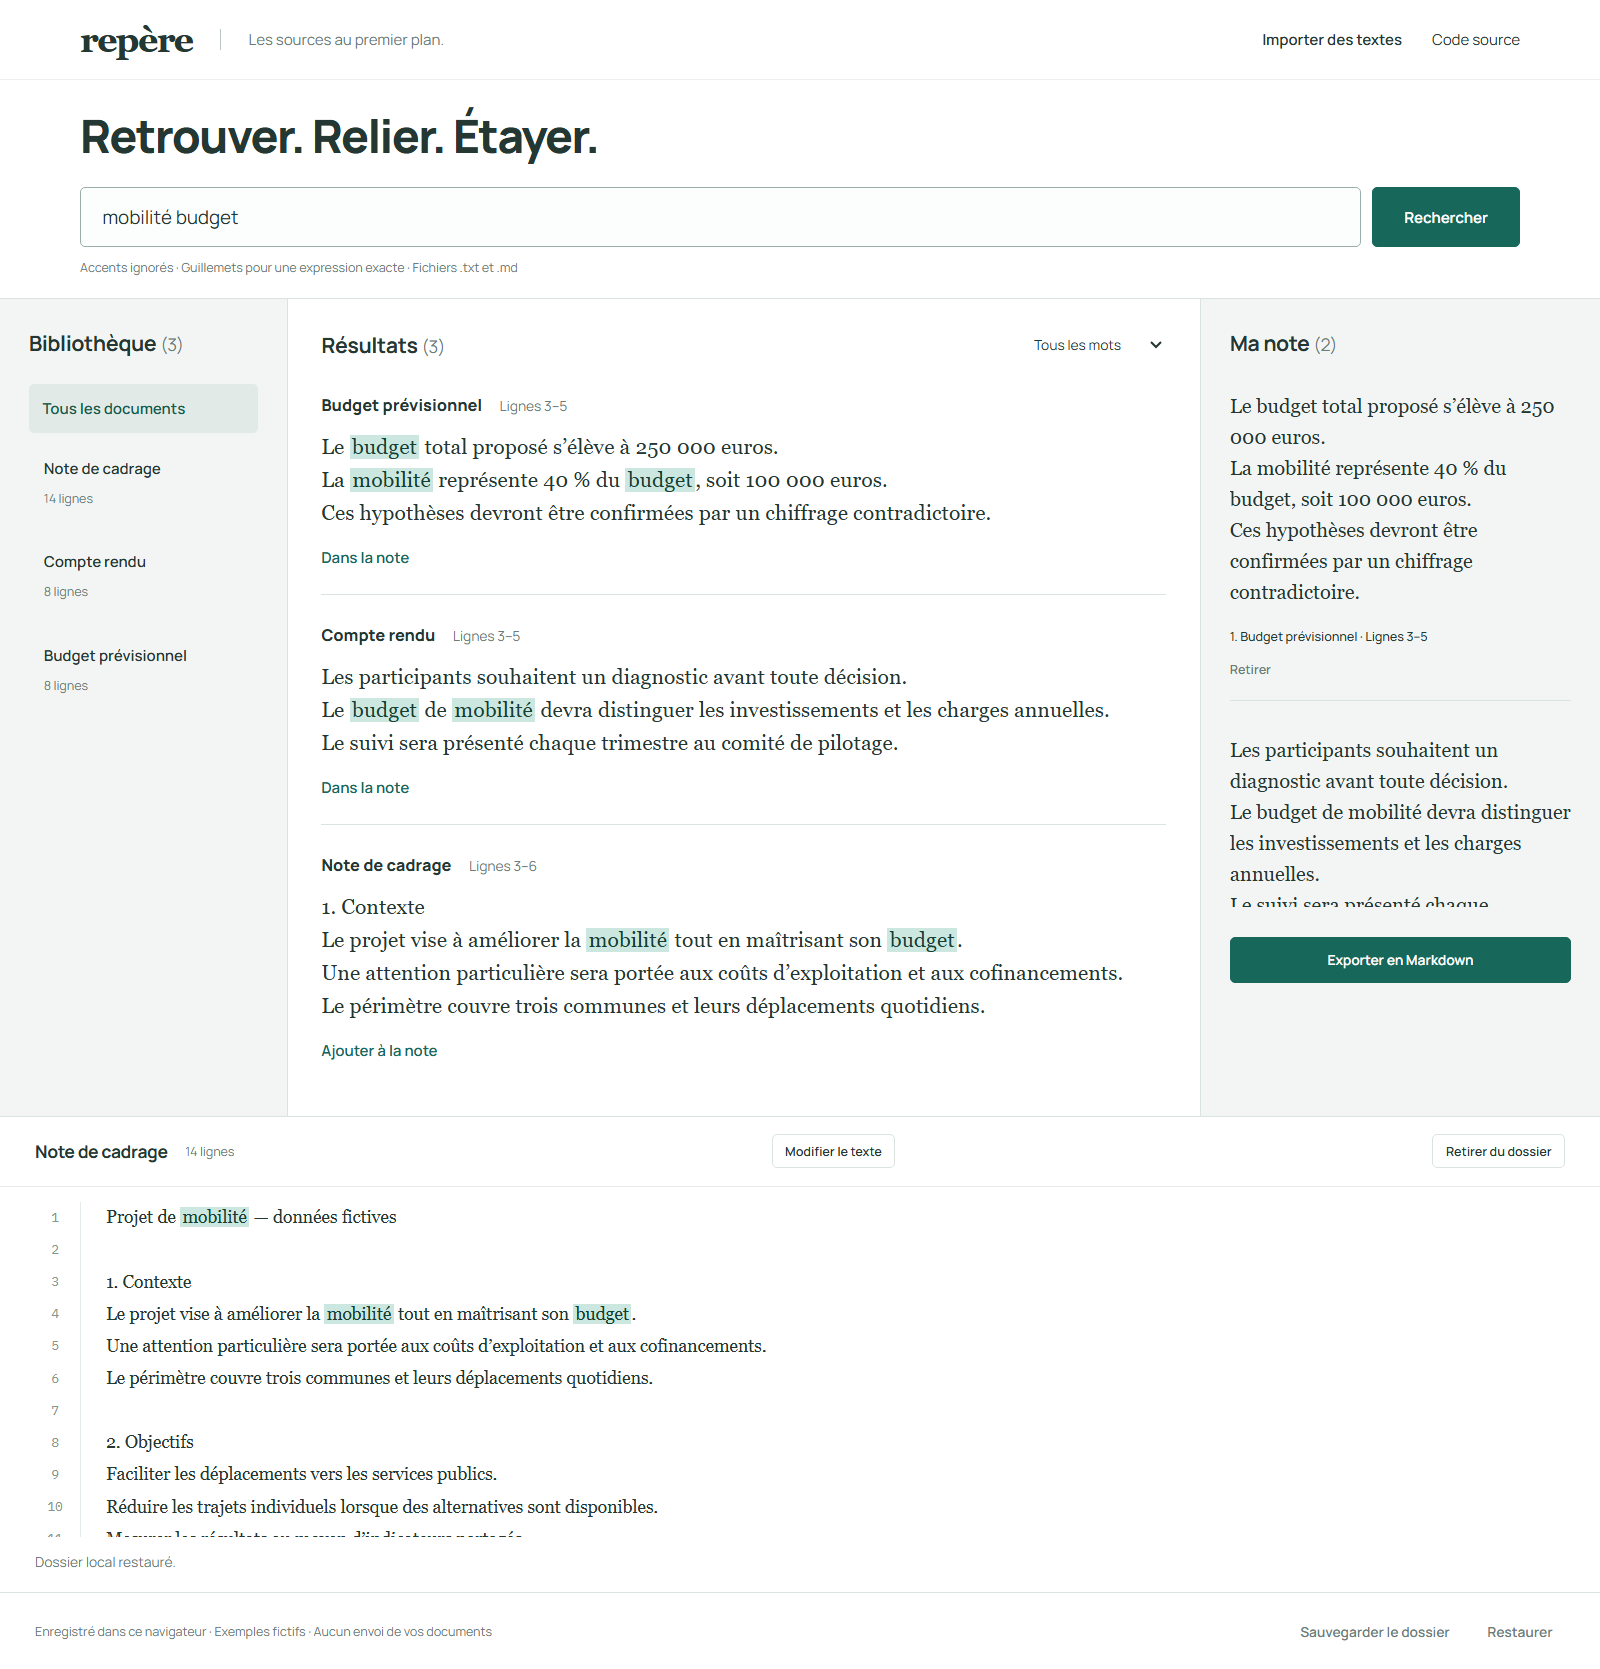 repère
Les sources au premier plan.
Importer des textes
Code source
Retrouver. Relier. Étayer.
mobilité budget
Rechercher
Accents ignorés · Guillemets pour une expression exacte · Fichiers .txt et .md
Bibliothèque (3)
Tous les documents
Note de cadrage
14 lignes
Compte rendu
8 lignes
Budget prévisionnel
8 lignes
Résultats (3)
Tous les mots
Budget prévisionnel Lignes 3–5
Le budget total proposé s’élève à 250 000 euros.
La mobilité représente 40 % du budget, soit 100 000 euros.
Ces hypothèses devront être confirmées par un chiffrage contradictoire.
Dans la note
Compte rendu Lignes 3–5
Les participants souhaitent un diagnostic avant toute décision.
Le budget de mobilité devra distinguer les investissements et les charges annuelles.
Le suivi sera présenté chaque trimestre au comité de pilotage.
Dans la note
Note de cadrage Lignes 3–6
1. Contexte
Le projet vise à améliorer la mobilité tout en maîtrisant son budget.
Une attention particulière sera portée aux coûts d’exploitation et aux cofinancements.
Le périmètre couvre trois communes et leurs déplacements quotidiens.
Ajouter à la note
Ma note (2)
Le budget total proposé s’élève à 250
000 euros.
La mobilité représente 40 % du
budget, soit 100 000 euros.
Ces hypothèses devront être
confirmées par un chiffrage
contradictoire.
1. Budget prévisionnel · Lignes 3–5
Retirer
Les participants souhaitent un
diagnostic avant toute décision.
Le budget de mobilité devra distinguer
les investissements et les charges
annuelles.
Le suivi sera présenté chaque
Exporter en Markdown
Note de cadrage 14 lignes
Modifier le texte
Retirer du dossier
1 Projet de mobilité — données fictives
2
3 1. Contexte
4 Le projet vise à améliorer la mobilité tout en maîtrisant son budget.
5 Une attention particulière sera portée aux coûts d’exploitation et aux cofinancements.
6 Le périmètre couvre trois communes et leurs déplacements quotidiens.
7
8 2. Objectifs
9 Faciliter les déplacements vers les services publics.
10 Réduire les trajets individuels lorsque des alternatives sont disponibles.
11 Mesurer les résultats au moyen d’indicateurs partagés.
Dossier local restauré.
Enregistré dans ce navigateur · Exemples fictifs · Aucun envoi de vos documents
Sauvegarder le dossier
Restaurer